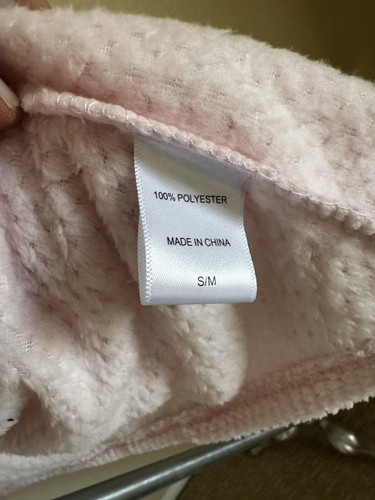 100% POLYESTER
MADE IN CHINA
S/M